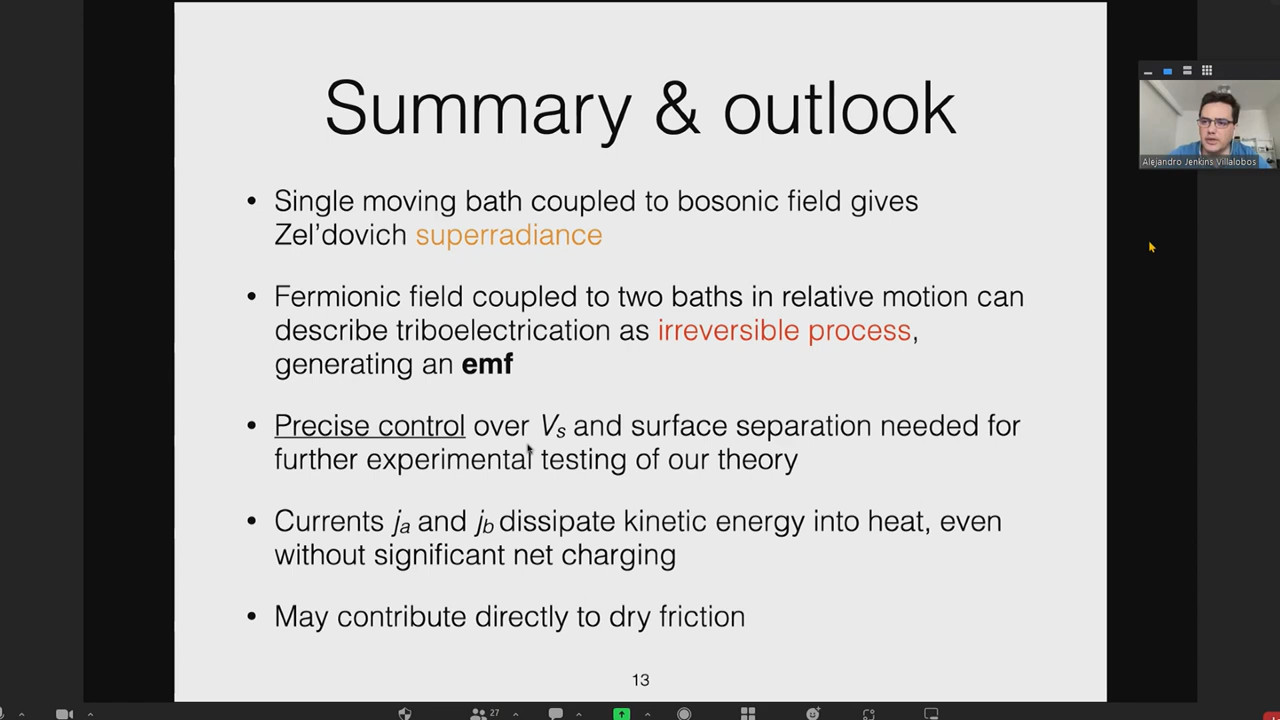 Summary & outlook
• Single moving bath coupled to bosonic field gives
Zel’dovich superradiance
• Fermionic field coupled to two baths in relative motion can
describe triboelectrication as irreversible process,
generating an emf
• Precise control over Vs and surface separation needed for
further experimental testing of our theory
• Currents ja and jb dissipate kinetic energy into heat, even
without significant net charging
• May contribute directly to dry friction
13
Alejandro Jenkins Villalobos
27